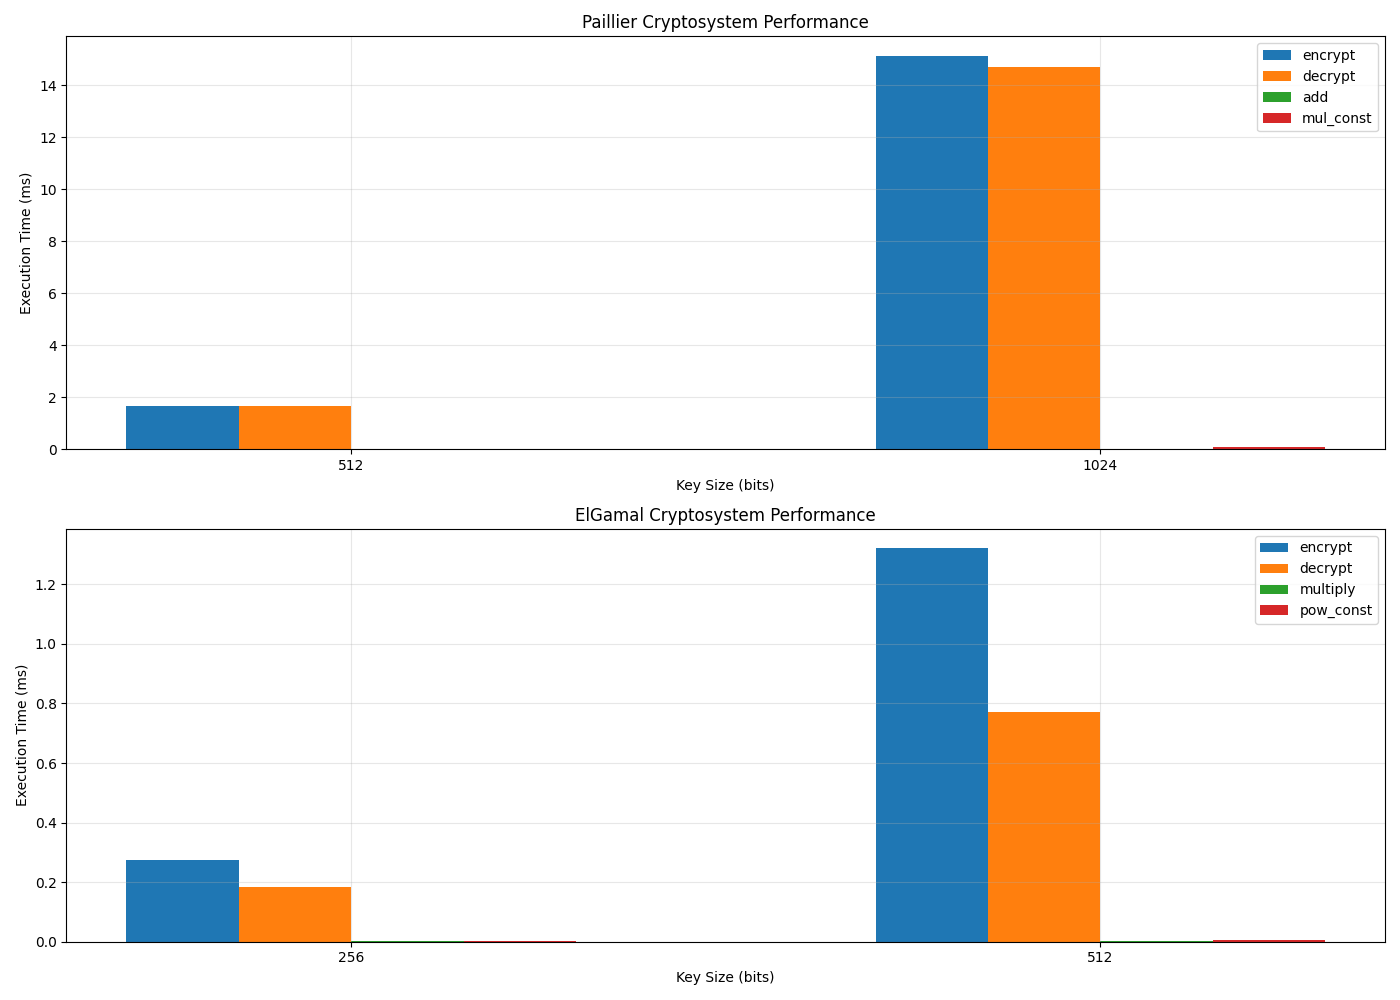 Paillier Cryptosystem Performance
encrypt
decrypt
add
mul_const
14
12
10
8
6
4
2
0
Execution Time (ms)
512
1024
Key Size (bits)
ElGamal Cryptosystem Performance
encrypt
decrypt
multiply
pow_const
1.2
1.0
0.8
0.6
0.4
0.2
0.0
Execution Time (ms)
256
512
Key Size (bits)